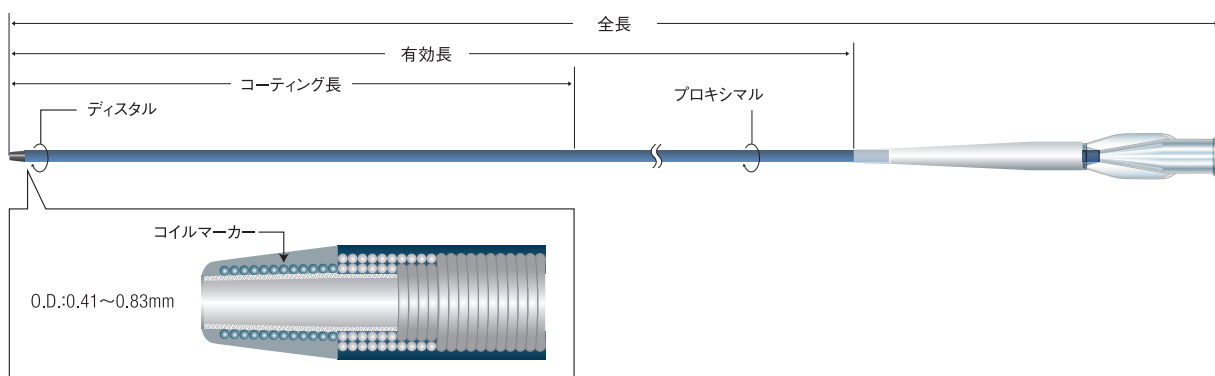 全長
有効長
コーティング長
ディスタル
プロキシマル
コイルマーカー
O.D.:0.41～0.83mm